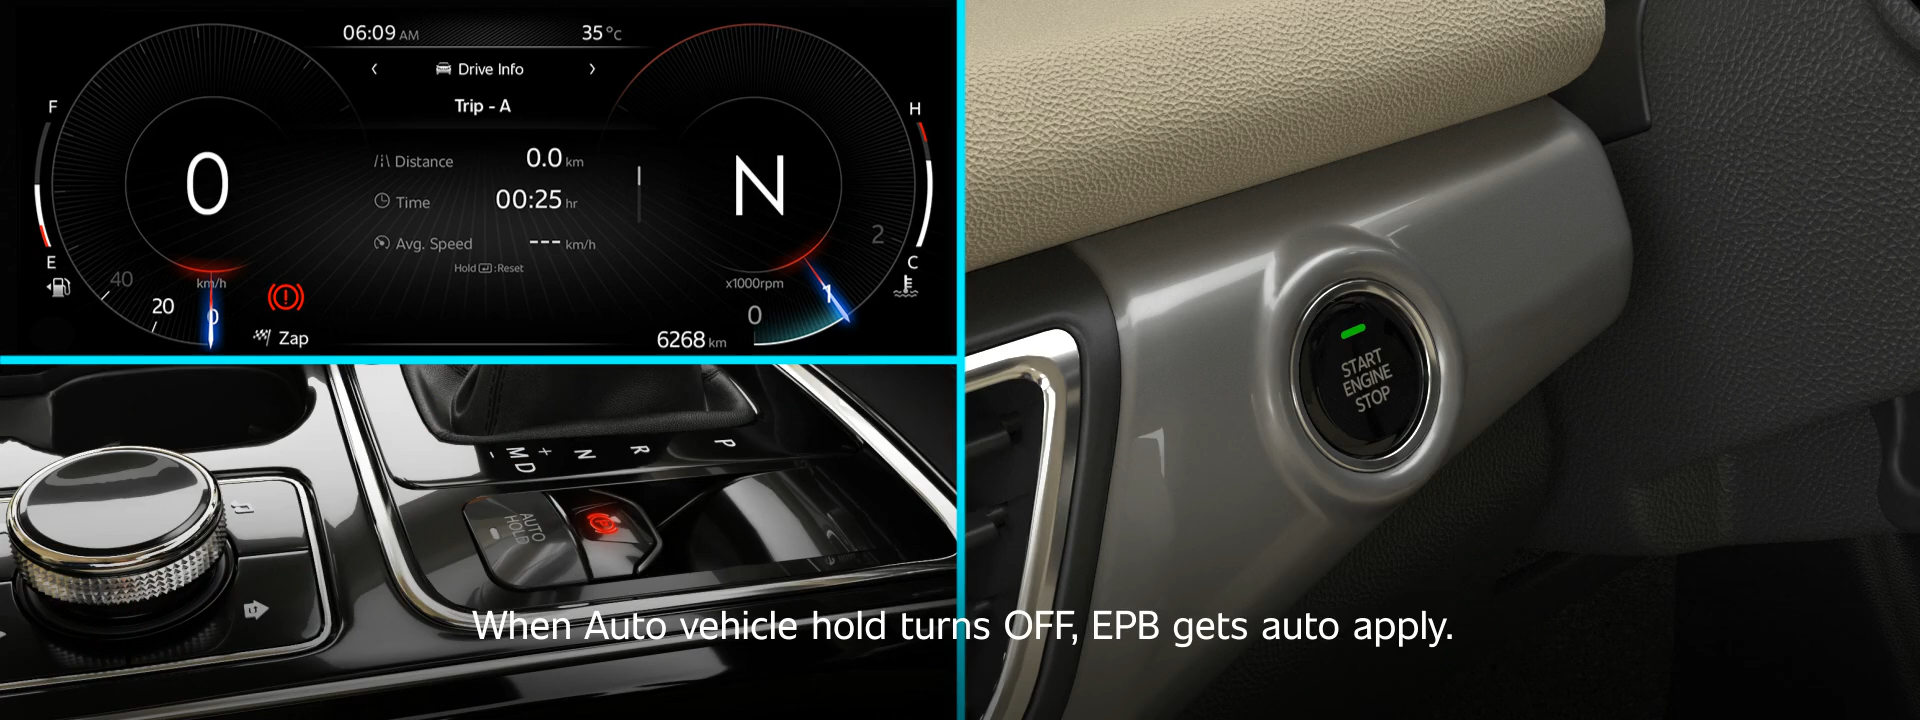 06:09 AM
35°C
‹ Drive Info ›
Trip - A
F
H
Distance 0.0 km
0
N
Time 00:25 hr
2
Avg. Speed --- km/h
E
C
Hold :Reset
40
km/h
x1000rpm
20
0
1
0
Zap
6268 km
- M + N R P
D
AUTO
HOLD
START
ENGINE
STOP
When Auto vehicle hold turns OFF, EPB gets auto apply.